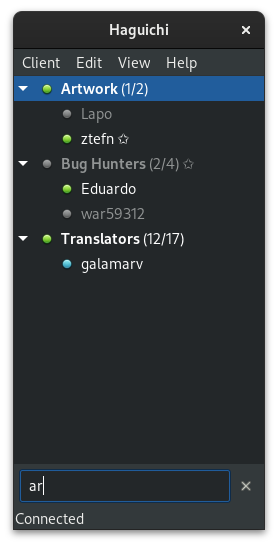 Haguichi
Client Edit View Help
Artwork (1/2)
Lapo
ztefn ✩
Bug Hunters (2/4) ✩
Eduardo
war59312
Translators (12/17)
galamarv
ar
Connected